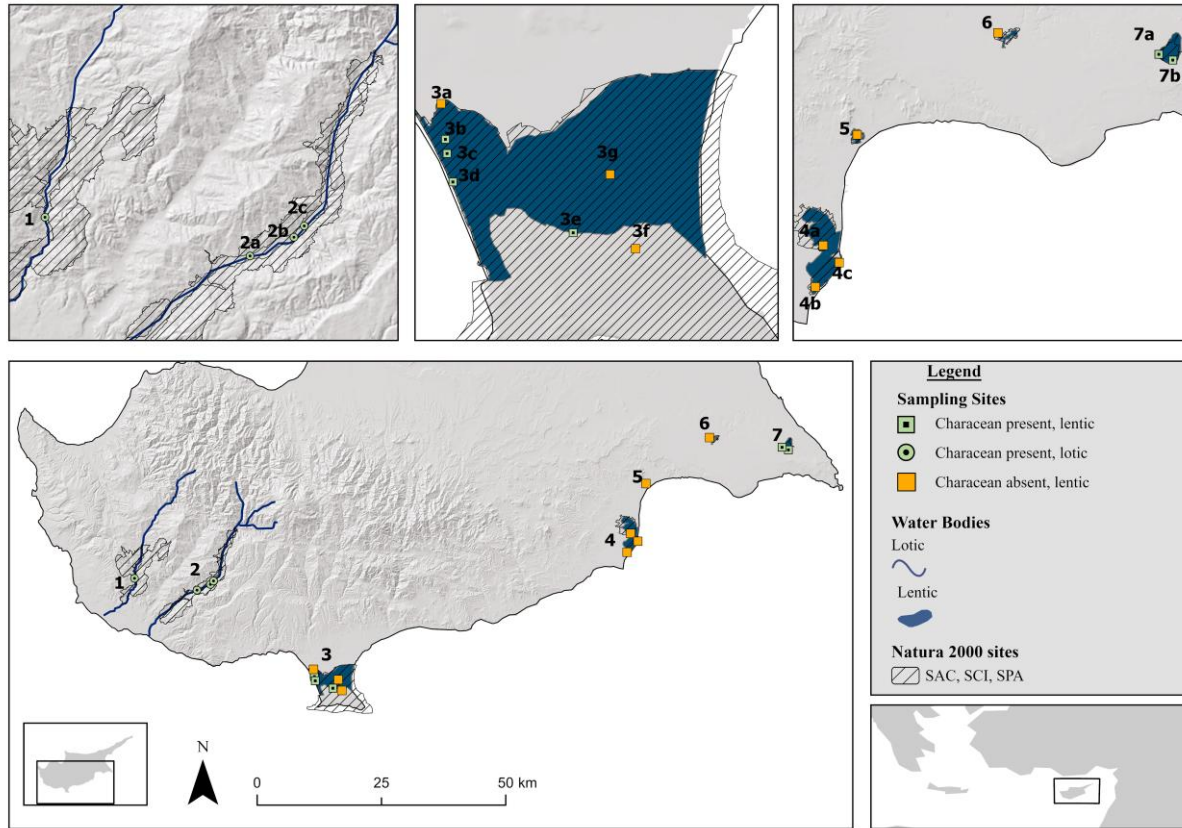 1
2a
2b
2c
3a
3b
3c
3d
3e
3f
3g
4a
4b
4c
5
6
7a
7b
1
2
3
4
5
6
7
N
0
25
50 km
Legend
Sampling Sites
Characean present, lentic
Characean present, lotic
Characean absent, lentic
Water Bodies
Lotic
Lentic
Natura 2000 sites
SAC, SCI, SPA